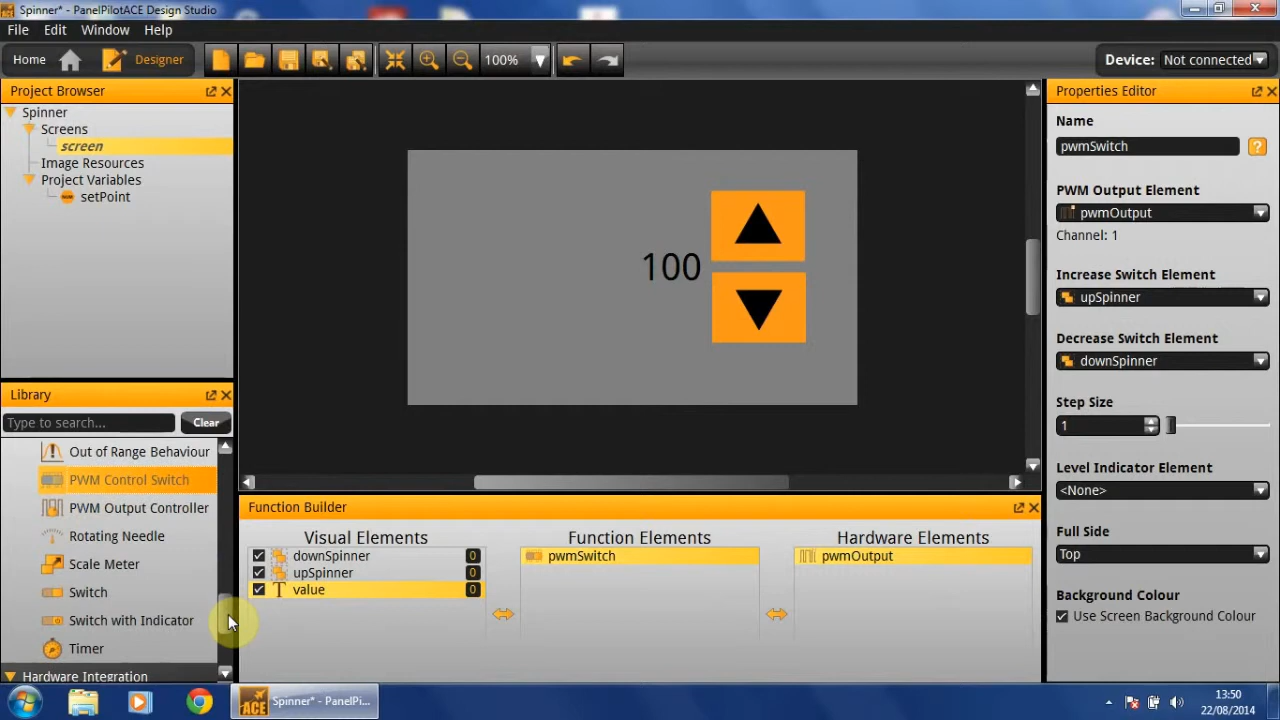 Spinner* - PanelPilotACE Design Studio
File Edit Window Help
Home Designer 100% Device: Not connected
Project Browser
Spinner
Screens
screen
Image Resources
Project Variables
setPoint
Library
Type to search... Clear
Out of Range Behaviour
PWM Control Switch
PWM Output Controller
Rotating Needle
Scale Meter
Switch
Switch with Indicator
Timer
Hardware Integration
100
Function Builder
Visual Elements Function Elements Hardware Elements
downSpinner 0 pwmSwitch pwmOutput
upSpinner 0
value 0
Properties Editor
Name
pwmSwitch ?
PWM Output Element
pwmOutput
Channel: 1
Increase Switch Element
upSpinner
Decrease Switch Element
downSpinner
Step Size
1
Level Indicator Element
<None>
Full Side
Top
Background Colour
Use Screen Background Colour
ACE Spinner* - PanelPi...
13:50
22/08/2014